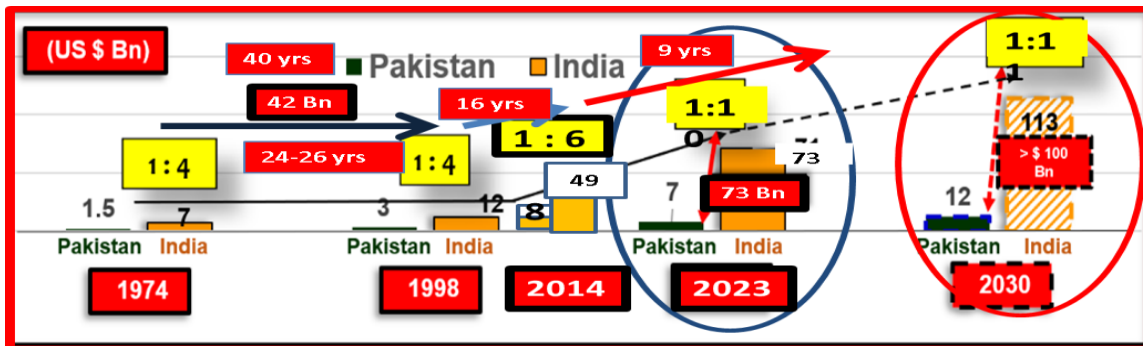 (US $ Bn)
40 yrs
Pakistan
India
9 yrs
1:1
1
42 Bn
16 yrs
1:1
0
24-26 yrs
1:4
1:4
1 : 6
49
73
113
> $ 100
Bn
1.5
7
3
12
8
7
73 Bn
12
Pakistan India
Pakistan India
Pakistan India
Pakistan India
1974
1998
2014
2023
2030